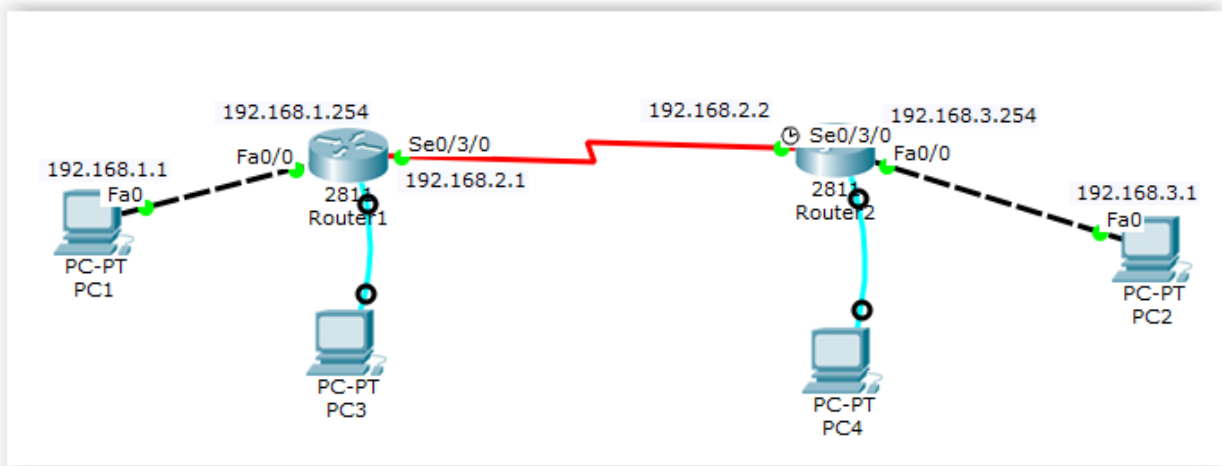 192.168.1.254
192.168.2.2
192.168.3.254
Se0/3/0
Se0/3/0
Fa0/0
Fa0/0
192.168.1.1
192.168.2.1
192.168.3.1
Fa0
2811
Router1
Router2
Fa0
PC-PT
PC1
PC-PT
PC2
PC-PT
PC3
PC-PT
PC4